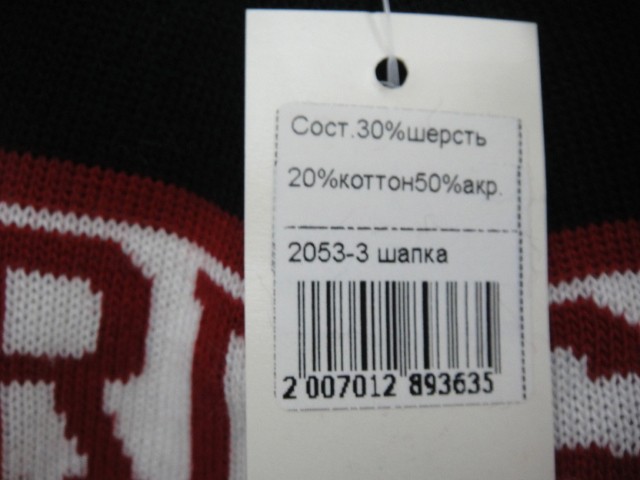 Сост.30%шерсть
20%коттон50%акр.
2053-3 шапка
2 007012 893635